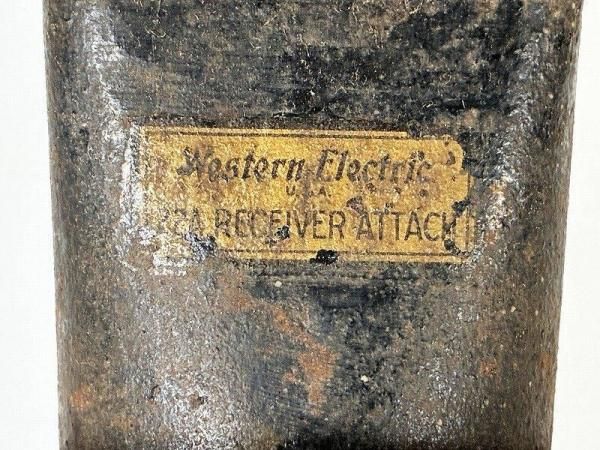 Western Electric
U.S.A.
RECEIVER ATTACH